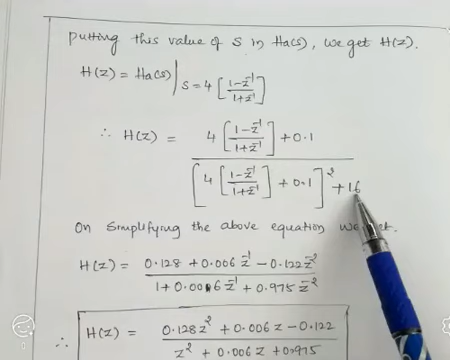 Putting this value of S in Ha(s), we get H(z).
H(z) = Ha(s) | s = 4 [ (1 - z⁻¹) / (1 + z⁻¹) ]
∴ H(z) = 4 [ (1 - z⁻¹) / (1 + z⁻¹) ] + 0.1
[ 4 [ (1 - z⁻¹) / (1 + z⁻¹) ] + 0.1 ]² + 16
On Simplifying the above equation
H(z) = 0.128 + 0.006 z⁻¹ - 0.122 z⁻²
1 + 0.0006 z⁻¹ + 0.975 z⁻²
∴ H(z) = 0.128z² + 0.006 z - 0.122
z² + 0.006 z + 0.975